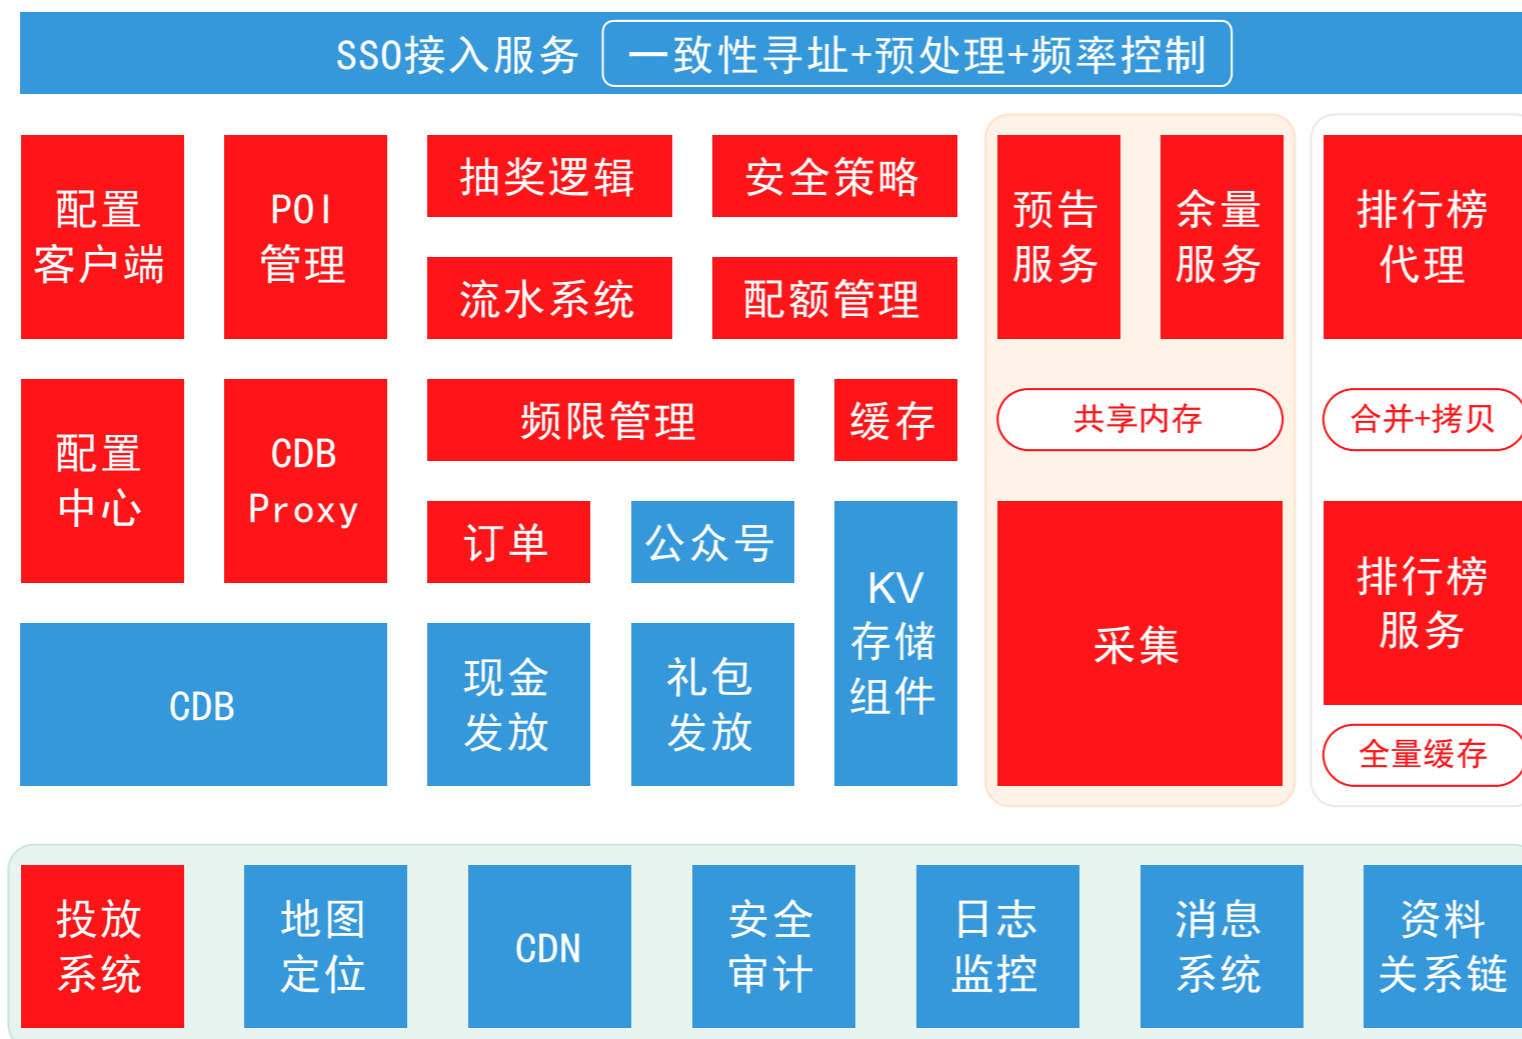 SSO接入服务 一致性寻址+预处理+频率控制
配置
客户端
POI
管理
抽奖逻辑
安全策略
流水系统
配额管理
预告
服务
余量
服务
排行榜
代理
配置
中心
CDB
Proxy
频限管理
缓存
共享内存
合并+拷贝
订单
公众号
KV
存储
组件
采集
排行榜
服务
CDB
现金
发放
礼包
发放
全量缓存
投放
系统
地图
定位
CDN
安全
审计
日志
监控
消息
系统
资料
关系链